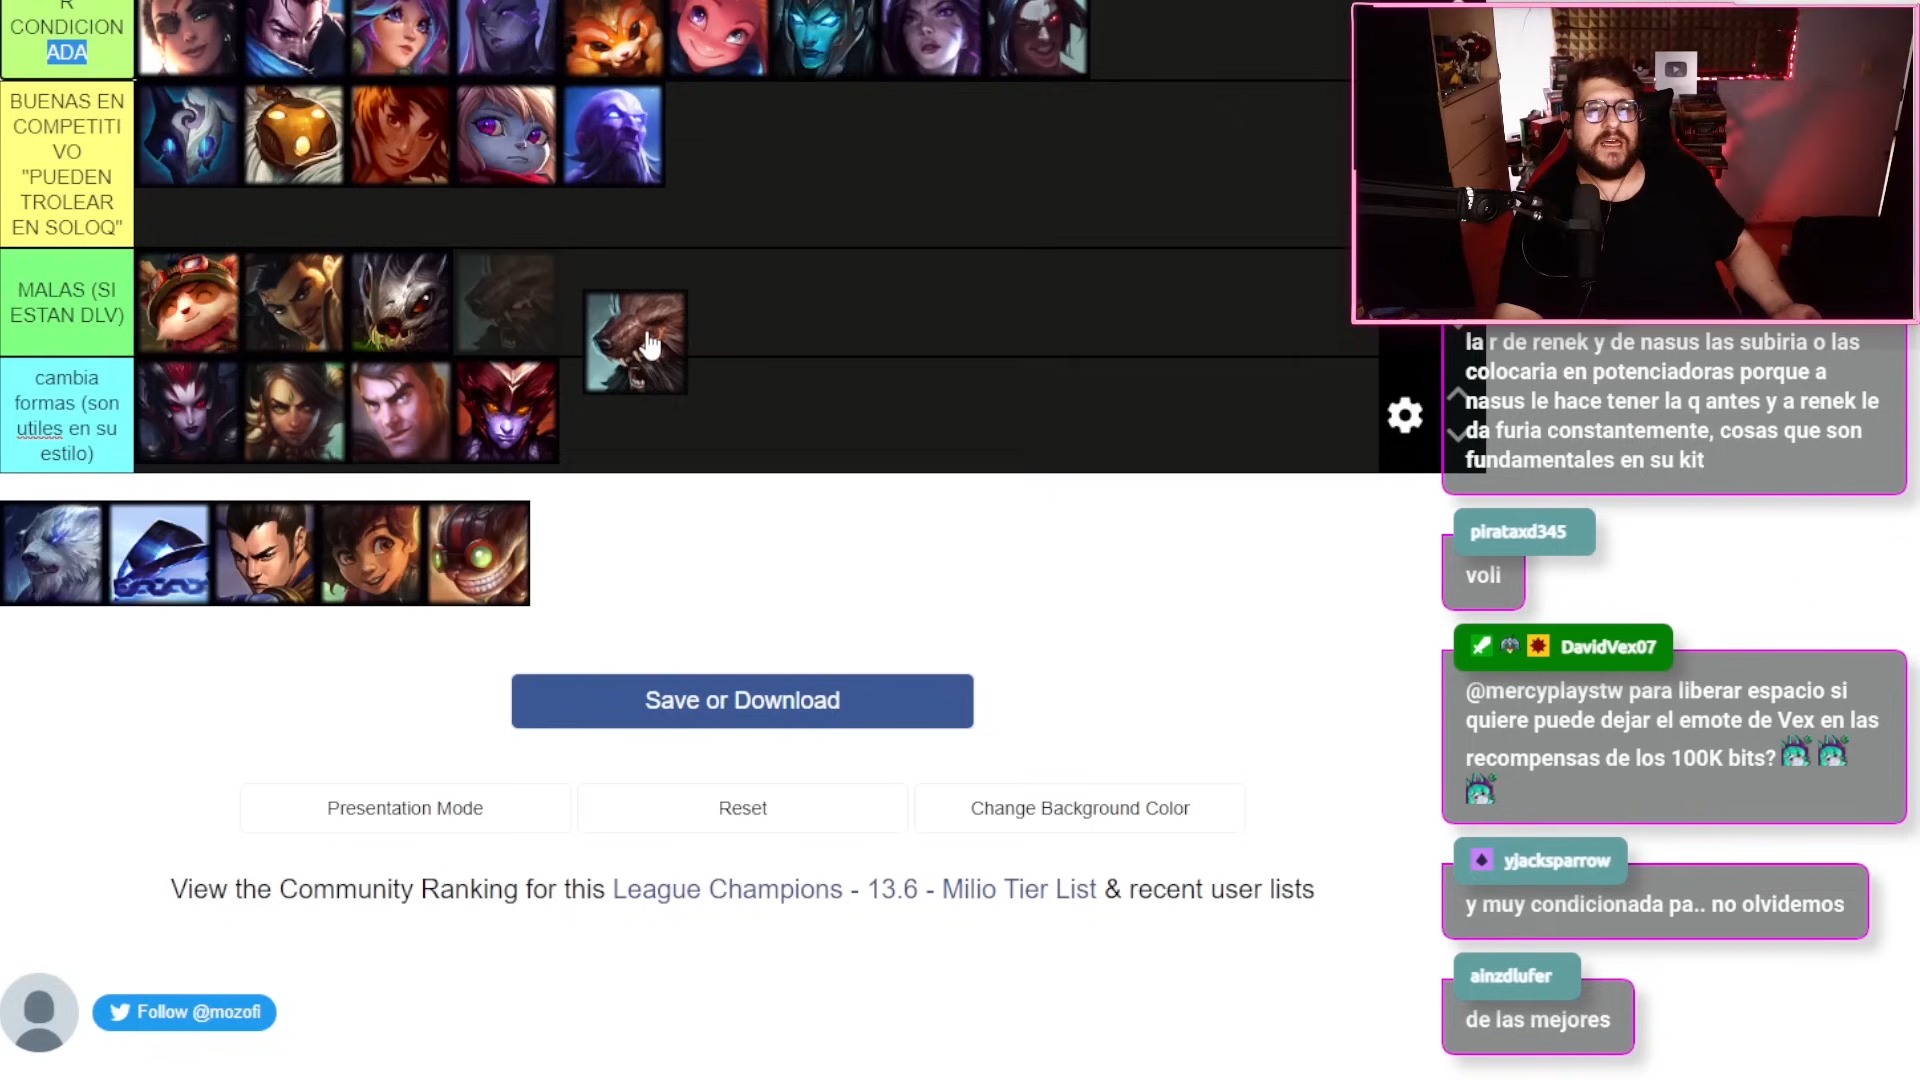 R
CONDICION
ADA
BUENAS EN
COMPETITI
VO
"PUEDEN
TROLEAR
EN SOLOQ"
MALAS (SI
ESTAN DLV)
cambia
formas (son
utiles en su
estilo)
Save or Download
Presentation Mode
Reset
Change Background Color
View the Community Ranking for this League Champions - 13.6 - Milio Tier List & recent user lists
Follow @mozofi
la r de renek y de nasus las subiria o las
colocaria en potenciadoras porque a
nasus le hace tener la q antes y a renek le
da furia constantemente, cosas que son
fundamentales en su kit
pirataxd345
voli
DavidVex07
@mercyplaystw para liberar espacio si
quiere puede dejar el emote de Vex en las
recompensas de los 100K bits?
yjacksparrow
y muy condicionada pa.. no olvidemos
ainzdlufer
de las mejores